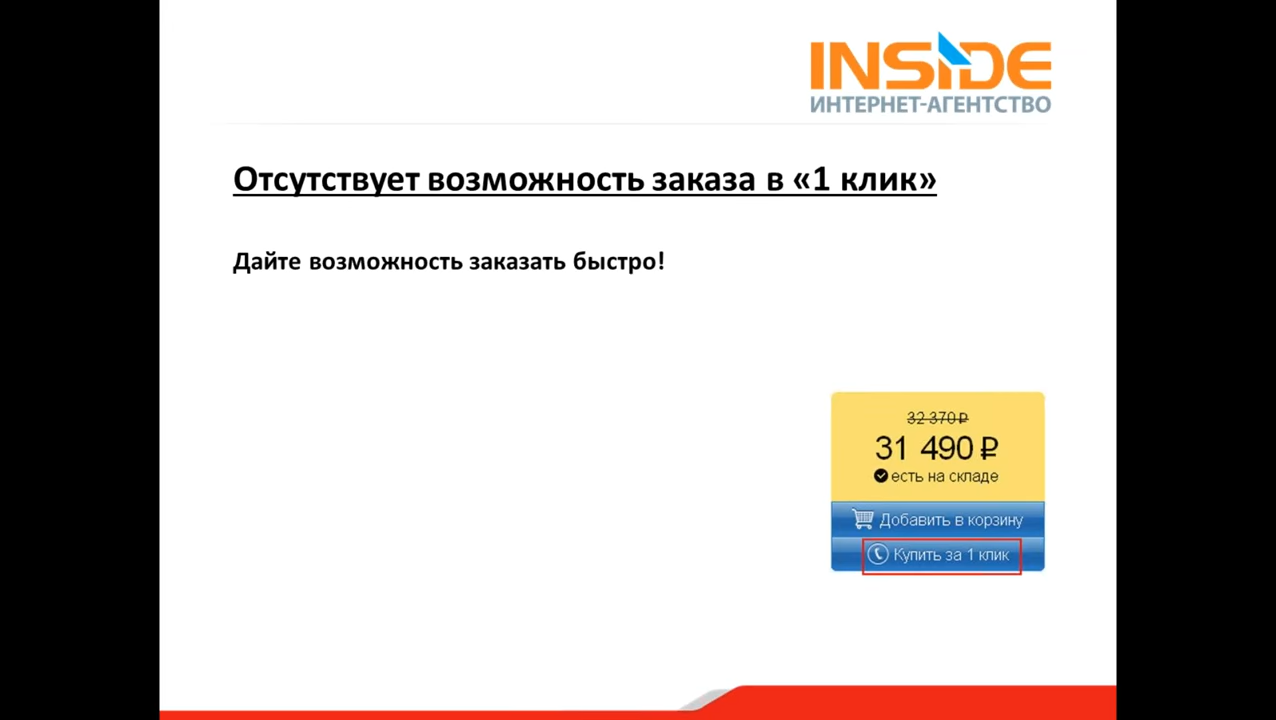 INSIDE
ИНТЕРНЕТ-АГЕНТСТВО
Отсутствует возможность заказа в «1 клик»
Дайте возможность заказать быстро!
32 370 ₽
31 490 ₽
есть на складе
Добавить в корзину
Купить за 1 клик